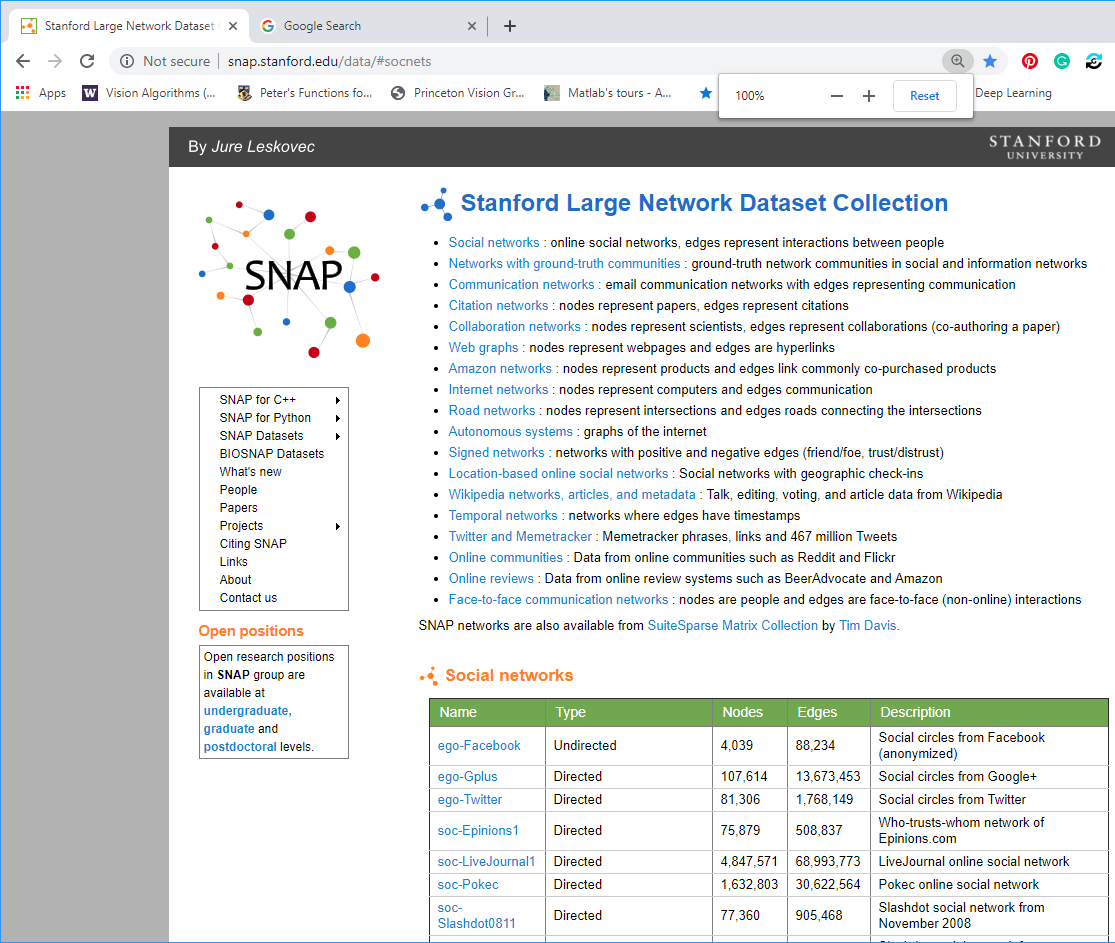 Stanford Large Network Dataset
Google Search
Not secure
snap.stanford.edu/data/#socnets
Apps
Vision Algorithms (...
Peter's Functions fo...
Princeton Vision Gr...
Matlab's tours - A...
Deep Learning
100%
Reset
By Jure Leskovec
STANFORD
UNIVERSITY
SNAP
SNAP for C++
SNAP for Python
SNAP Datasets
BIOSNAP Datasets
What's new
People
Papers
Projects
Citing SNAP
Links
About
Contact us
Open positions
Open research positions
in SNAP group are
available at
undergraduate,
graduate and
postdoctoral levels.
Stanford Large Network Dataset Collection
• Social networks : online social networks, edges represent interactions between people
• Networks with ground-truth communities : ground-truth network communities in social and information networks
• Communication networks : email communication networks with edges representing communication
• Citation networks : nodes represent papers, edges represent citations
• Collaboration networks : nodes represent scientists, edges represent collaborations (co-authoring a paper)
• Web graphs : nodes represent webpages and edges are hyperlinks
• Amazon networks : nodes represent products and edges link commonly co-purchased products
• Internet networks : nodes represent computers and edges communication
• Road networks : nodes represent intersections and edges roads connecting the intersections
• Autonomous systems : graphs of the internet
• Signed networks : networks with positive and negative edges (friend/foe, trust/distrust)
• Location-based online social networks : Social networks with geographic check-ins
• Wikipedia networks, articles, and metadata : Talk, editing, voting, and article data from Wikipedia
• Temporal networks : networks where edges have timestamps
• Twitter and Memetracker : Memetracker phrases, links and 467 million Tweets
• Online communities : Data from online communities such as Reddit and Flickr
• Online reviews : Data from online review systems such as BeerAdvocate and Amazon
• Face-to-face communication networks : nodes are people and edges are face-to-face (non-online) interactions
SNAP networks are also available from SuiteSparse Matrix Collection by Tim Davis.
Social networks
Name Type Nodes Edges Description
ego-Facebook Undirected 4,039 88,234 Social circles from Facebook
(anonymized)
ego-Gplus Directed 107,614 13,673,453 Social circles from Google+
ego-Twitter Directed 81,306 1,768,149 Social circles from Twitter
soc-Epinions1 Directed 75,879 508,837 Who-trusts-whom network of
Epinions.com
soc-LiveJournal1 Directed 4,847,571 68,993,773 LiveJournal online social network
soc-Pokec Directed 1,632,803 30,622,564 Pokec online social network
soc-
Slashdot0811 Directed 77,360 905,468 Slashdot social network from
November 2008